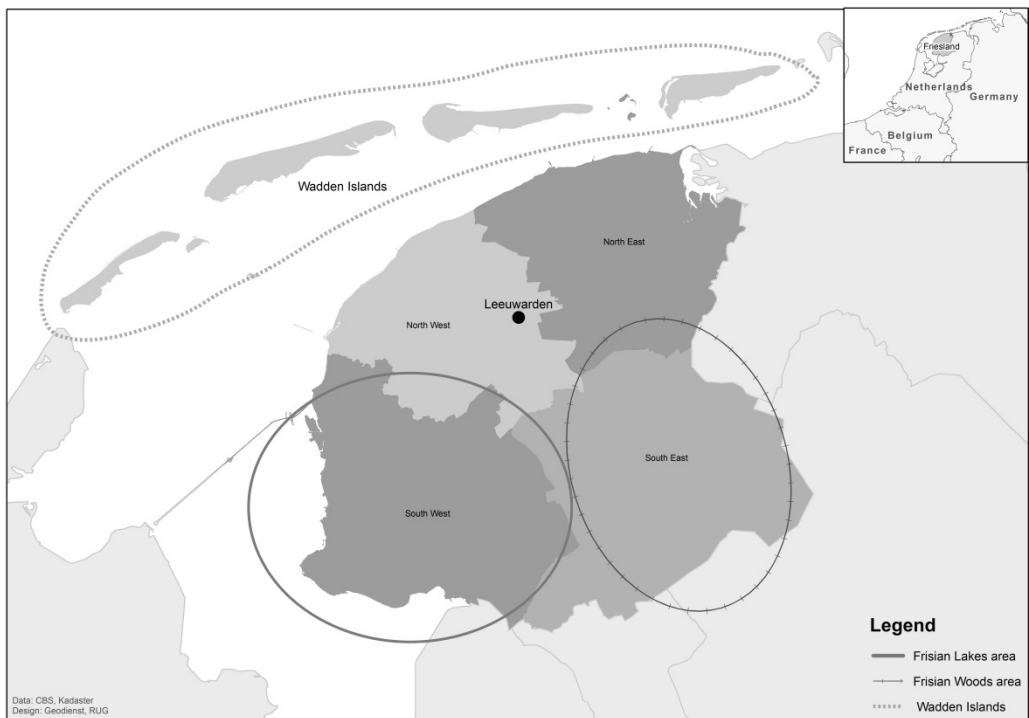 Friesland
Netherlands
Germany
Belgium
France
Wadden Islands
North East
Leeuwarden
North West
South East
South West
Legend
Frisian Lakes area
Frisian Woods area
Wadden Islands
Data: CBS, Kadaster
Design: Geodienst, RUG